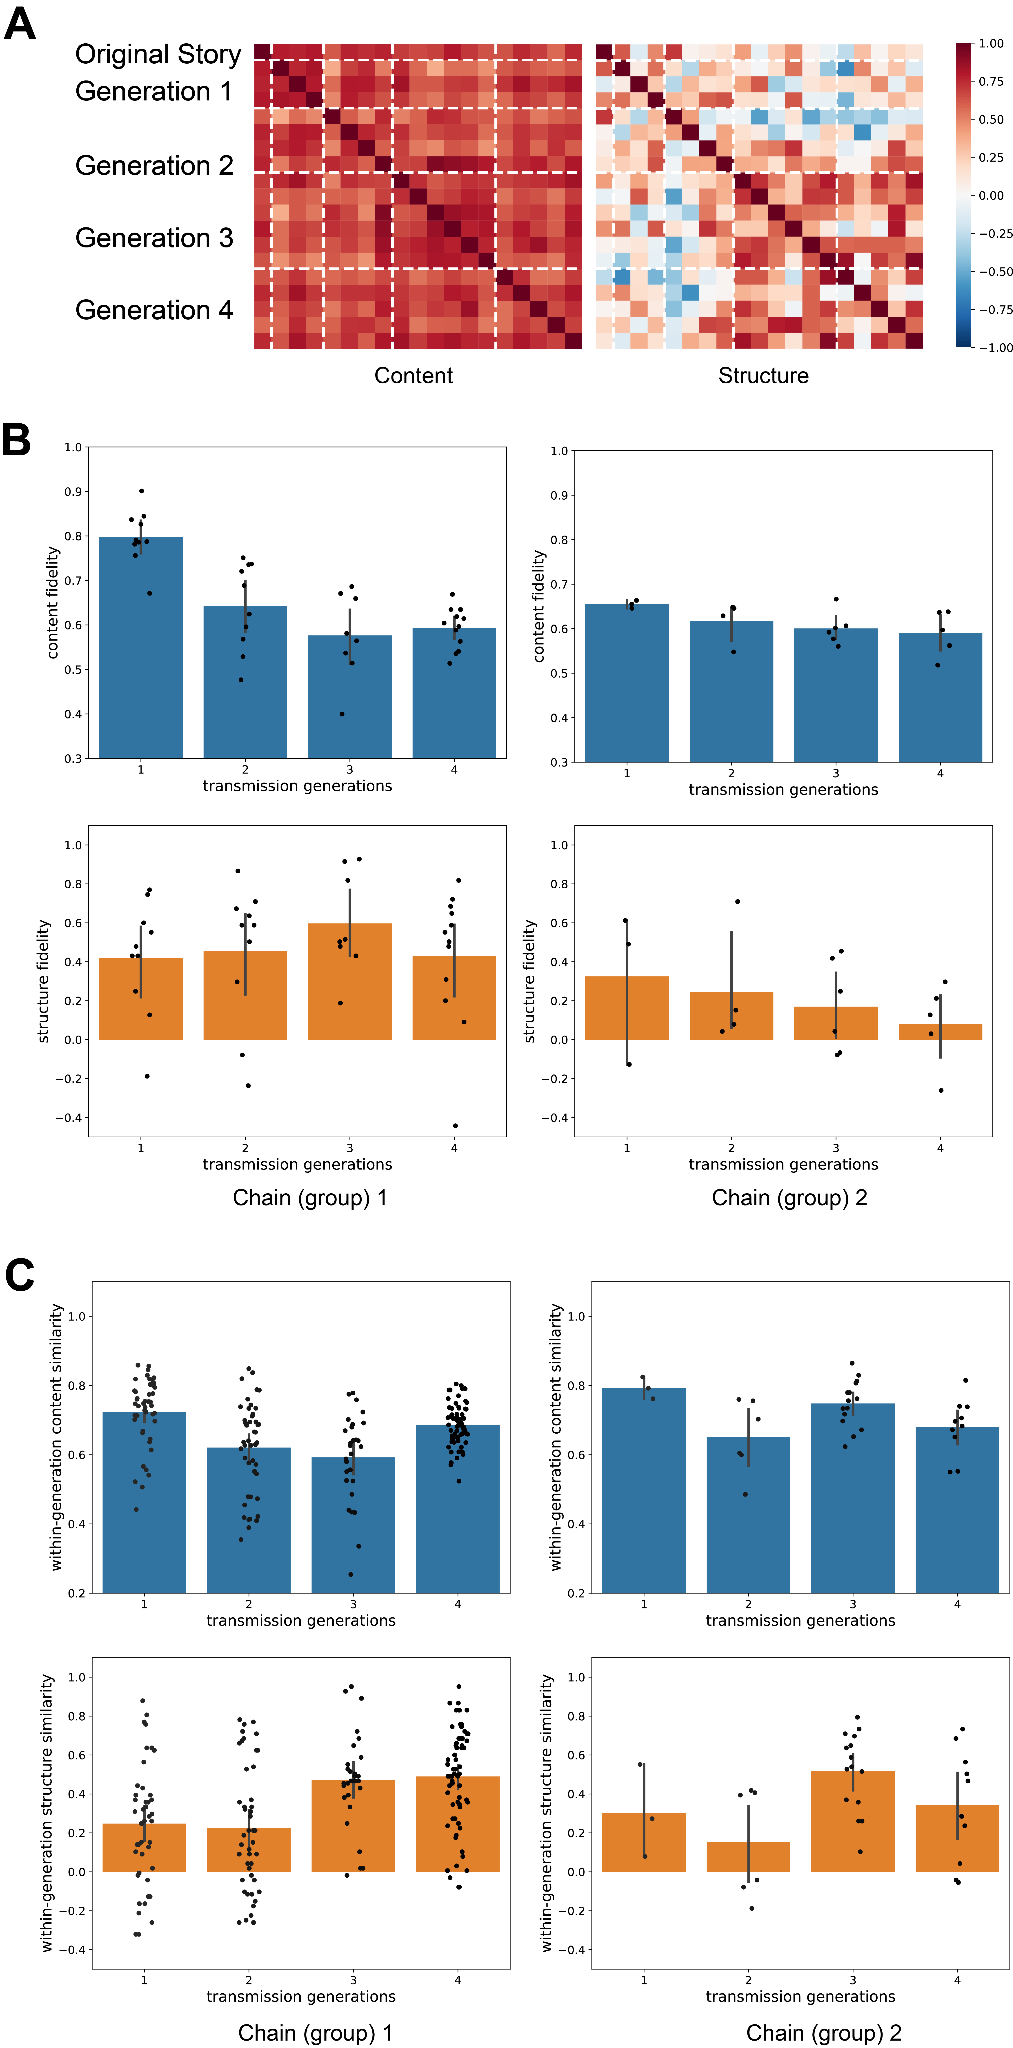 A
Original Story
Generation 1
Generation 2
Generation 3
Generation 4
1.00
0.75
0.50
0.25
0.00
−0.25
−0.50
−0.75
−1.00
Content
Structure
B
1.0
0.9
0.8
0.7
0.6
0.5
0.4
0.3
content fidelity
1 2 3 4
transmission generations
1.0
0.9
0.8
0.7
0.6
0.5
0.4
0.3
content fidelity
1 2 3 4
transmission generations
1.0
0.8
0.6
0.4
0.2
0.0
−0.2
−0.4
structure fidelity
1 2 3 4
transmission generations
Chain (group) 1
1.0
0.8
0.6
0.4
0.2
0.0
−0.2
−0.4
structure fidelity
1 2 3 4
transmission generations
Chain (group) 2
C
1.0
0.8
0.6
0.4
0.2
within-generation content similarity
1 2 3 4
transmission generations
1.0
0.8
0.6
0.4
0.2
within-generation content similarity
1 2 3 4
transmission generations
1.0
0.8
0.6
0.4
0.2
0.0
−0.2
−0.4
within-generation structure similarity
1 2 3 4
transmission generations
Chain (group) 1
1.0
0.8
0.6
0.4
0.2
0.0
−0.2
−0.4
within-generation structure similarity
1 2 3 4
transmission generations
Chain (group) 2